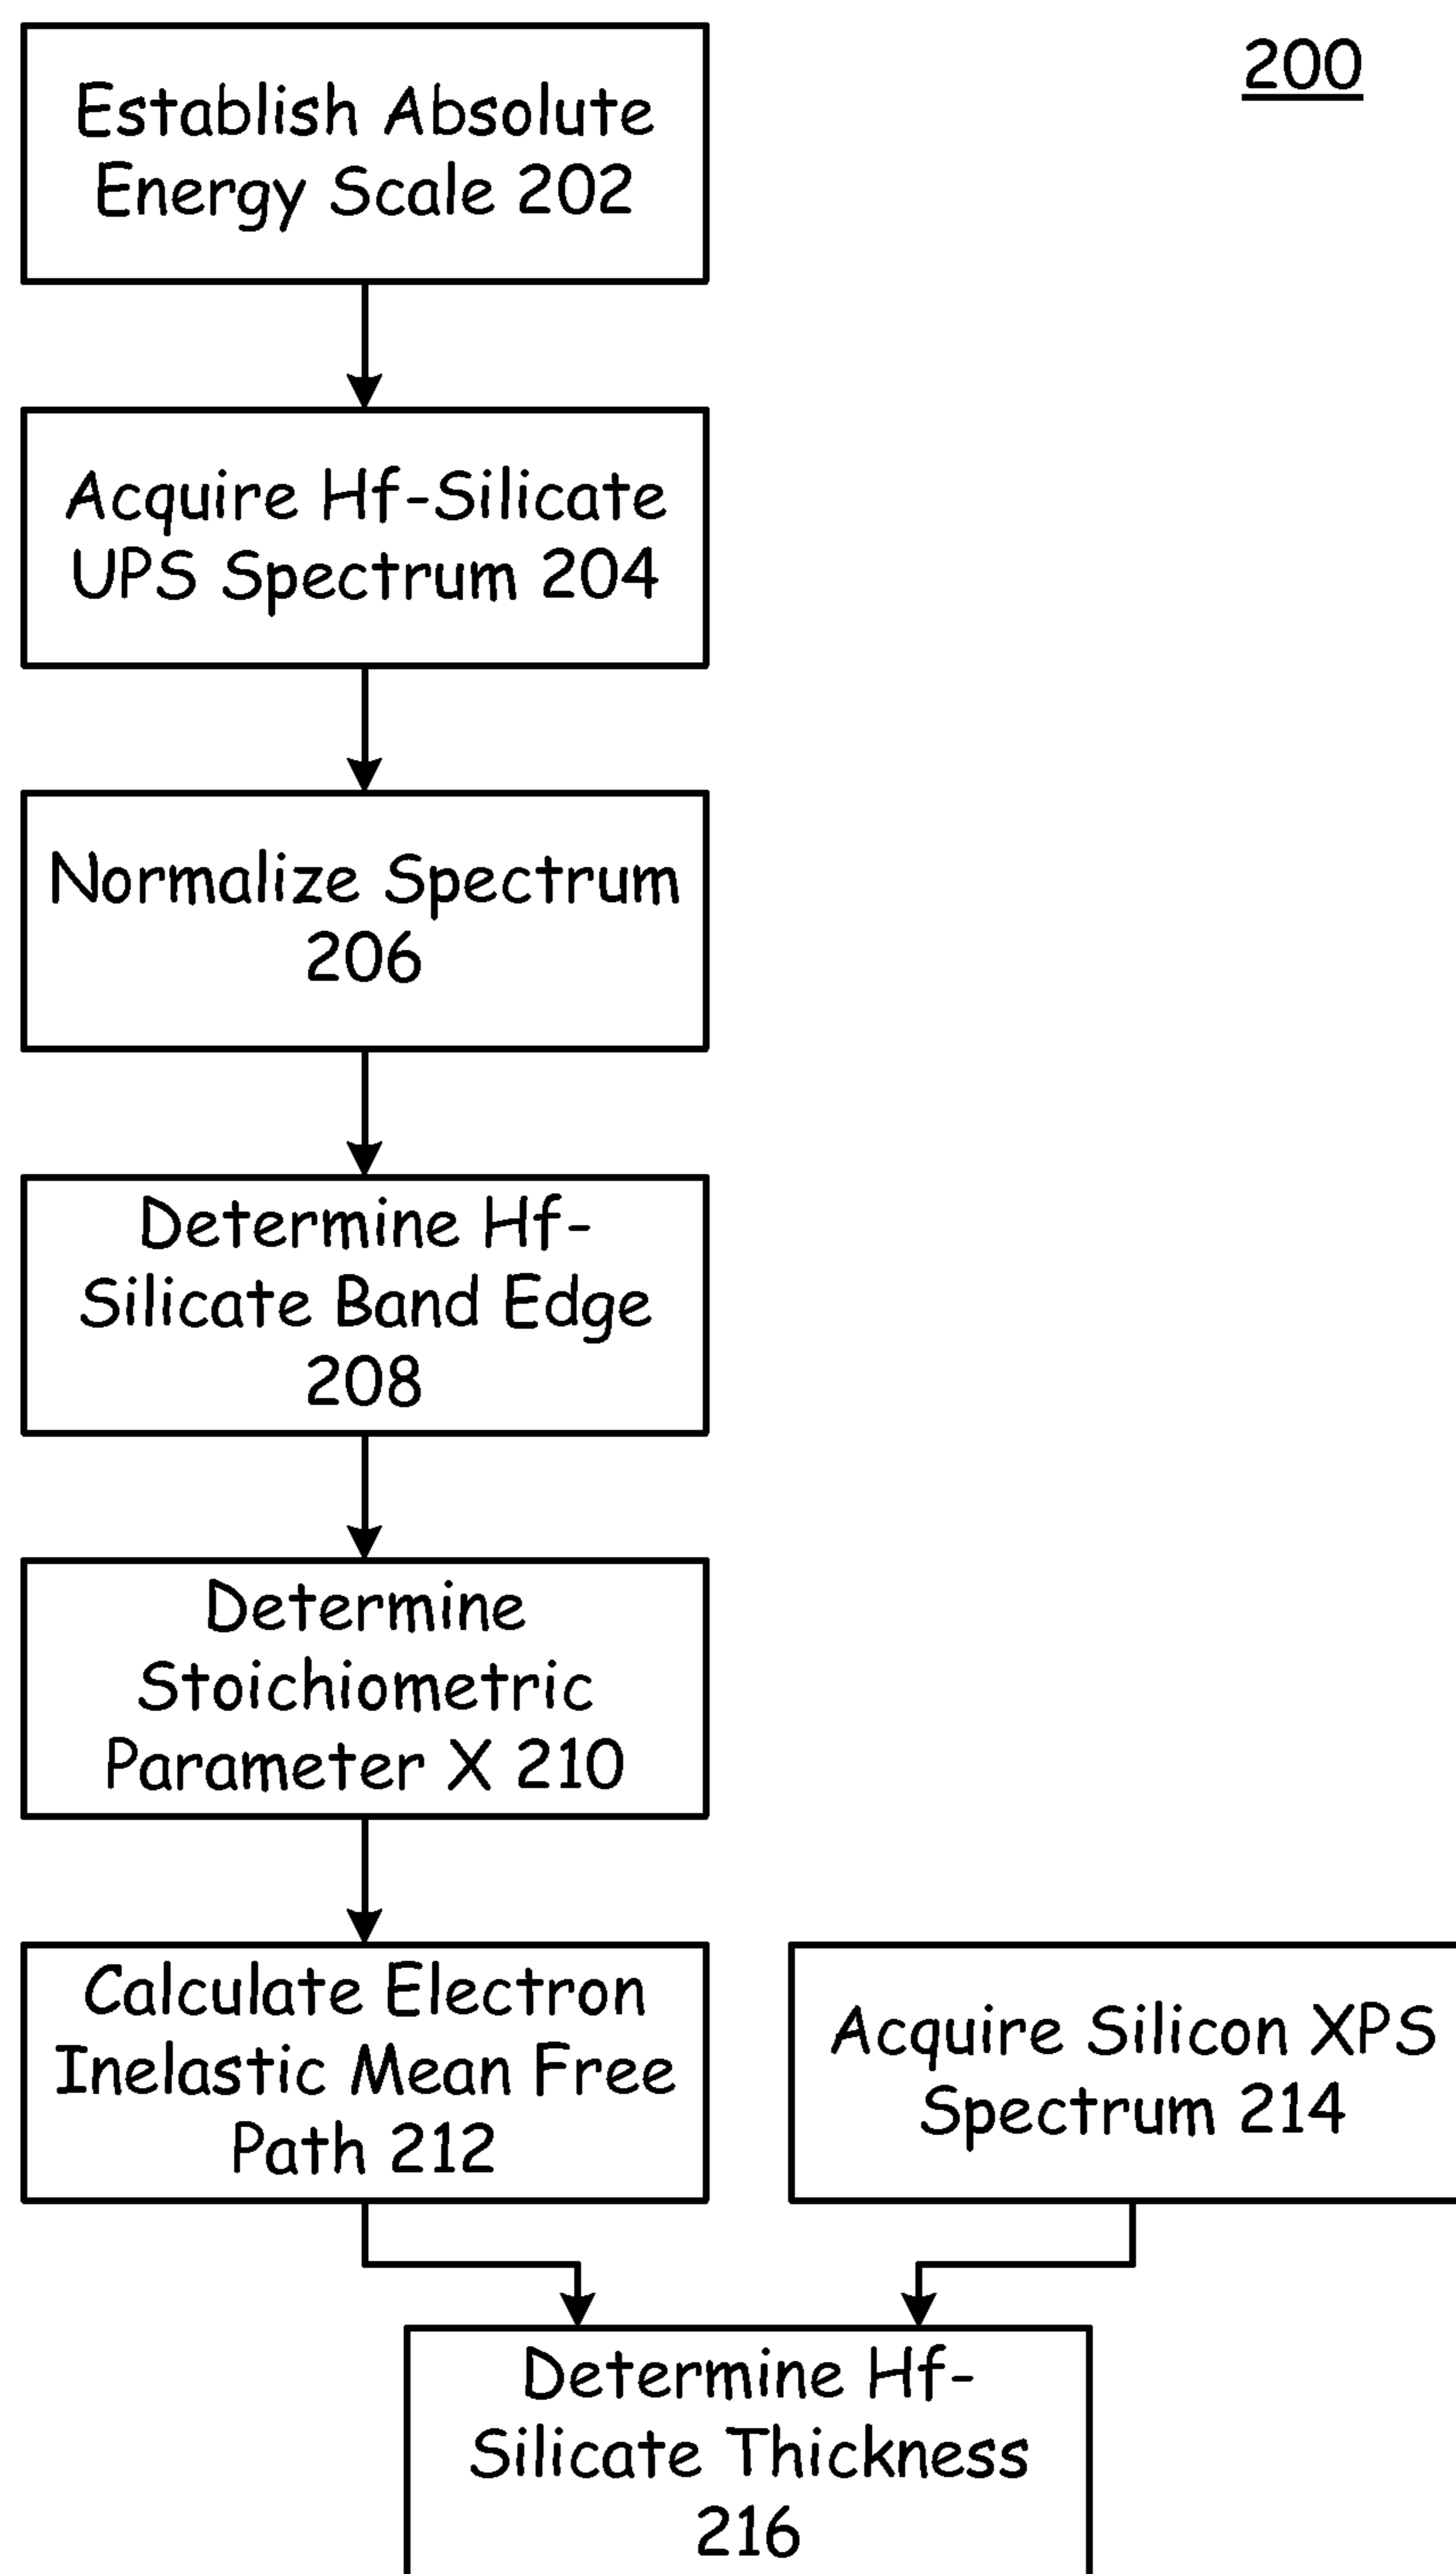 200
Establish Absolute
Energy Scale 202
Acquire Hf-Silicate
UPS Spectrum 204
Normalize Spectrum
206
Determine Hf-
Silicate Band Edge
208
Determine
Stoichiometric
Parameter X 210
Calculate Electron
Inelastic Mean Free
Path 212
Acquire Silicon XPS
Spectrum 214
Determine Hf-
Silicate Thickness
216